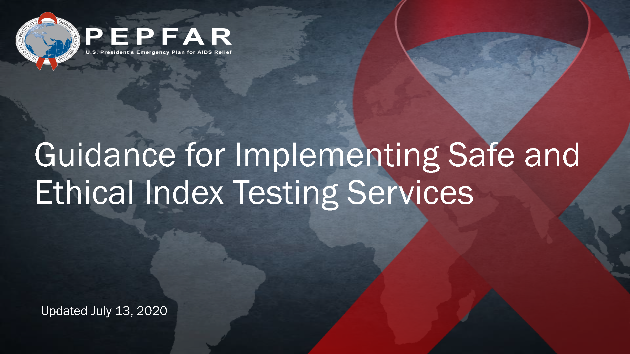 PEPFAR
U.S. President's Emergency Plan for AIDS Relief
Guidance for Implementing Safe and
Ethical Index Testing Services
Updated July 13, 2020